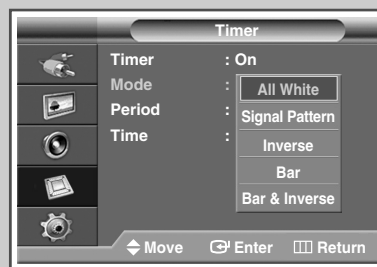 Timer
Timer : On
Mode : All White
Period : Signal Pattern
Time : Inverse
Bar
Bar & Inverse
Move Enter Return